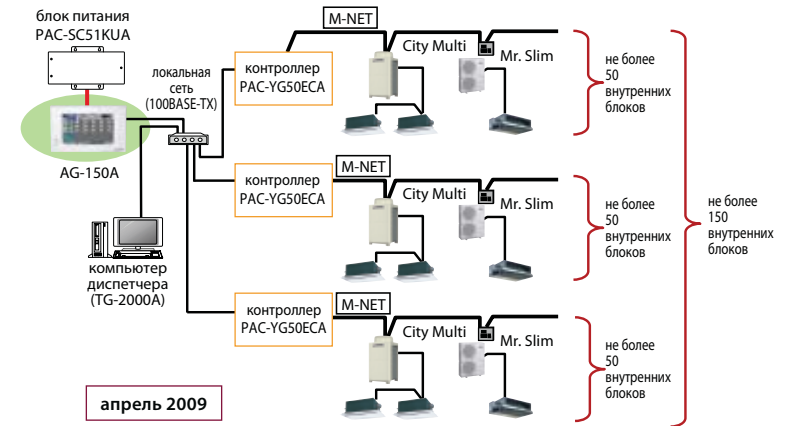 блок питания
PAC-SC51KUA
AG-150A
локальная
сеть
(100BASE-TX)
компьютер
диспетчера
(TG-2000A)
контроллер
PAC-YG50ECA
M-NET
City Multi
Mr. Slim
не более
50
внутренних
блоков
контроллер
PAC-YG50ECA
M-NET
City Multi
Mr. Slim
не более
50
внутренних
блоков
контроллер
PAC-YG50ECA
M-NET
City Multi
Mr. Slim
не более
50
внутренних
блоков
не более
150
внутренних
блоков
апрель 2009